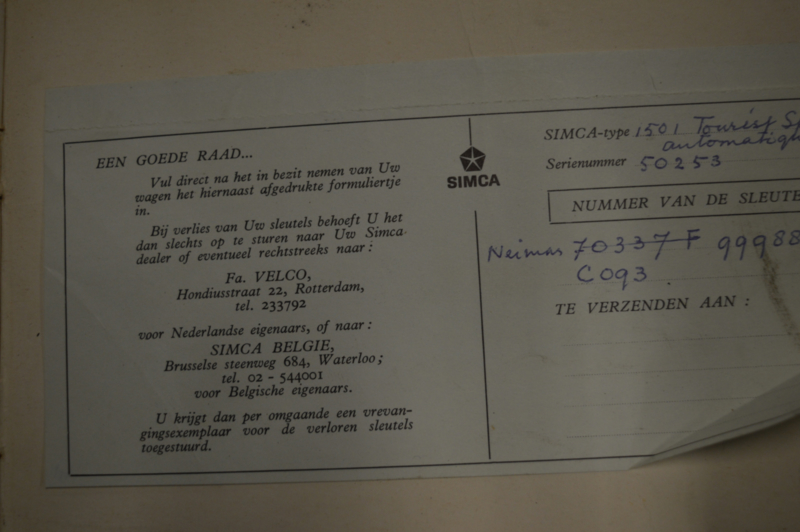 EEN GOEDE RAAD...
Vul direct na het in bezit nemen van Uw
wagen het hiernaast afgedrukte formuliertje
in.
Bij verlies van Uw sleutels behoeft U het
dan slechts op te sturen naar Uw Simca-
dealer of eventueel rechtstreeks naar:
Fa. VELCO,
Hondiusstraat 22, Rotterdam,
tel. 233792
voor Nederlandse eigenaars, of naar:
SIMCA BELGIE,
Brusselse steenweg 684, Waterloo;
tel. 02 - 544001
voor Belgische eigenaars.
U krijgt dan per omgaande een vrevan-
gingsexemplaar voor de verloren sleutels
toegestuurd.
SIMCA
SIMCA-type 1501 Tourist Sp
automatiqu
Serienummer 50253
NUMMER VAN DE SLEUTE
Neiman 70337 F 99988
C093
TE VERZENDEN AAN: